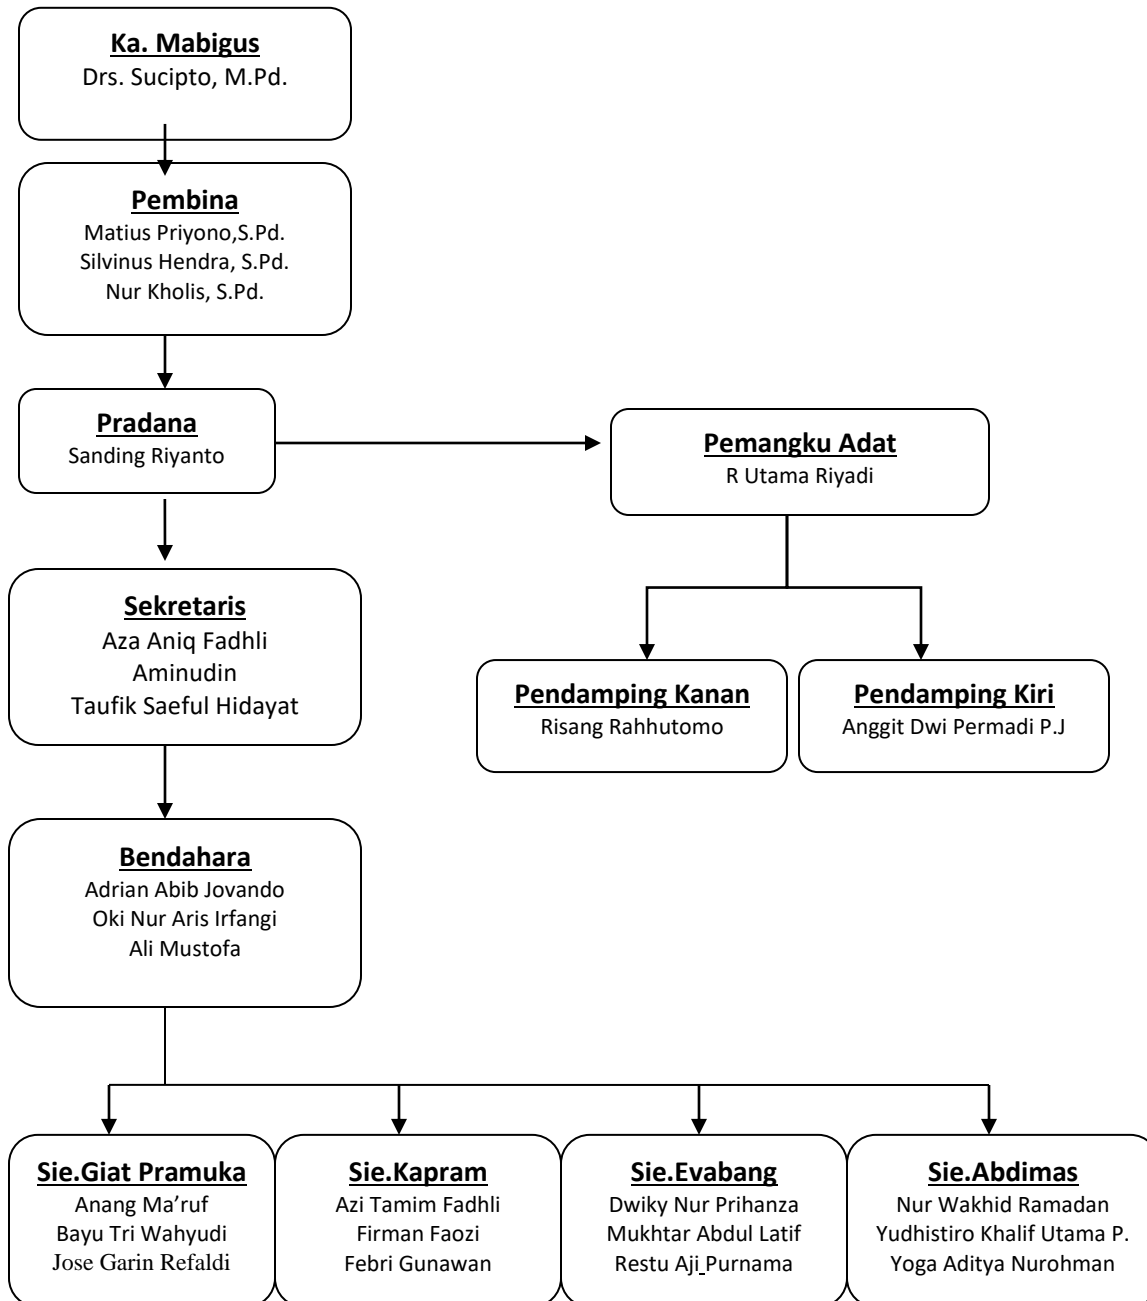 Ka. Mabigus
Drs. Sucipto, M.Pd.
Pembina
Matius Priyono,S.Pd.
Silvinus Hendra, S.Pd.
Nur Kholis, S.Pd.
Pradana
Sanding Riyanto
Pemangku Adat
R Utama Riyadi
Sekretaris
Aza Aniq Fadhli
Aminudin
Taufik Saeful Hidayat
Pendamping Kanan
Risang Rahhutomo
Pendamping Kiri
Anggit Dwi Permadi P.J
Bendahara
Adrian Abib Jovando
Oki Nur Aris Irfangi
Ali Mustofa
Sie.Giat Pramuka
Anang Ma’ruf
Bayu Tri Wahyudi
Jose Garin Refaldi
Sie.Kapram
Azi Tamim Fadhli
Firman Faozi
Febri Gunawan
Sie.Evabang
Dwiky Nur Prihanza
Mukhtar Abdul Latif
Restu Aji Purnama
Sie.Abdimas
Nur Wakhid Ramadan
Yudhistiro Khalif Utama P.
Yoga Aditya Nurohman